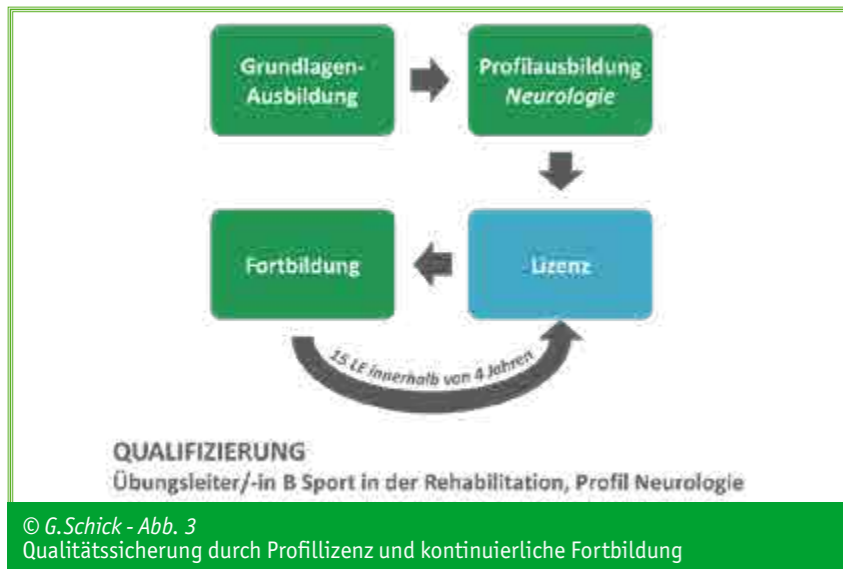 Grundlagen-
Ausbildung
Profilausbildung
Neurologie
Fortbildung
Lizenz
15 LE innerhalb von 4 Jahren
QUALIFIZIERUNG
Übungsleiter/-in B Sport in der Rehabilitation, Profil Neurologie
© G.Schick - Abb. 3
Qualitätssicherung durch Profillizenz und kontinuierliche Fortbildung